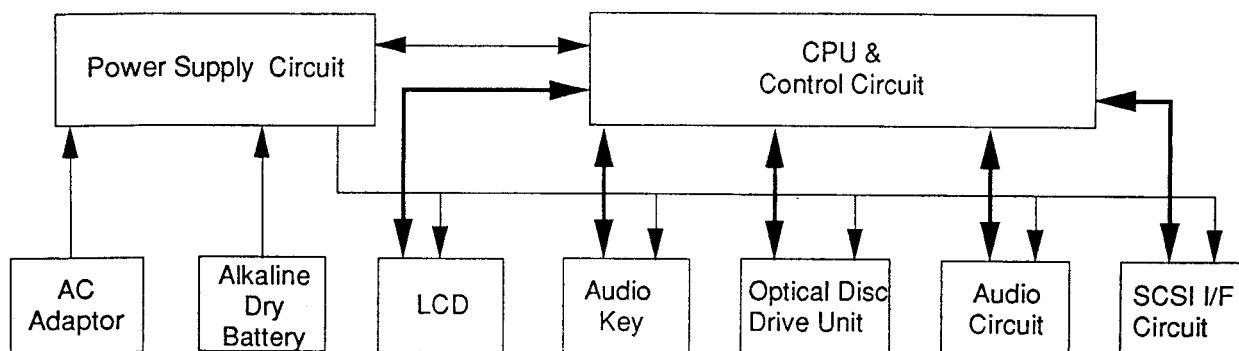 Power Supply Circuit
CPU &
Control Circuit
AC
Adaptor
Alkaline
Dry
Battery
LCD
Audio
Key
Optical Disc
Drive Unit
Audio
Circuit
SCSI I/F
Circuit